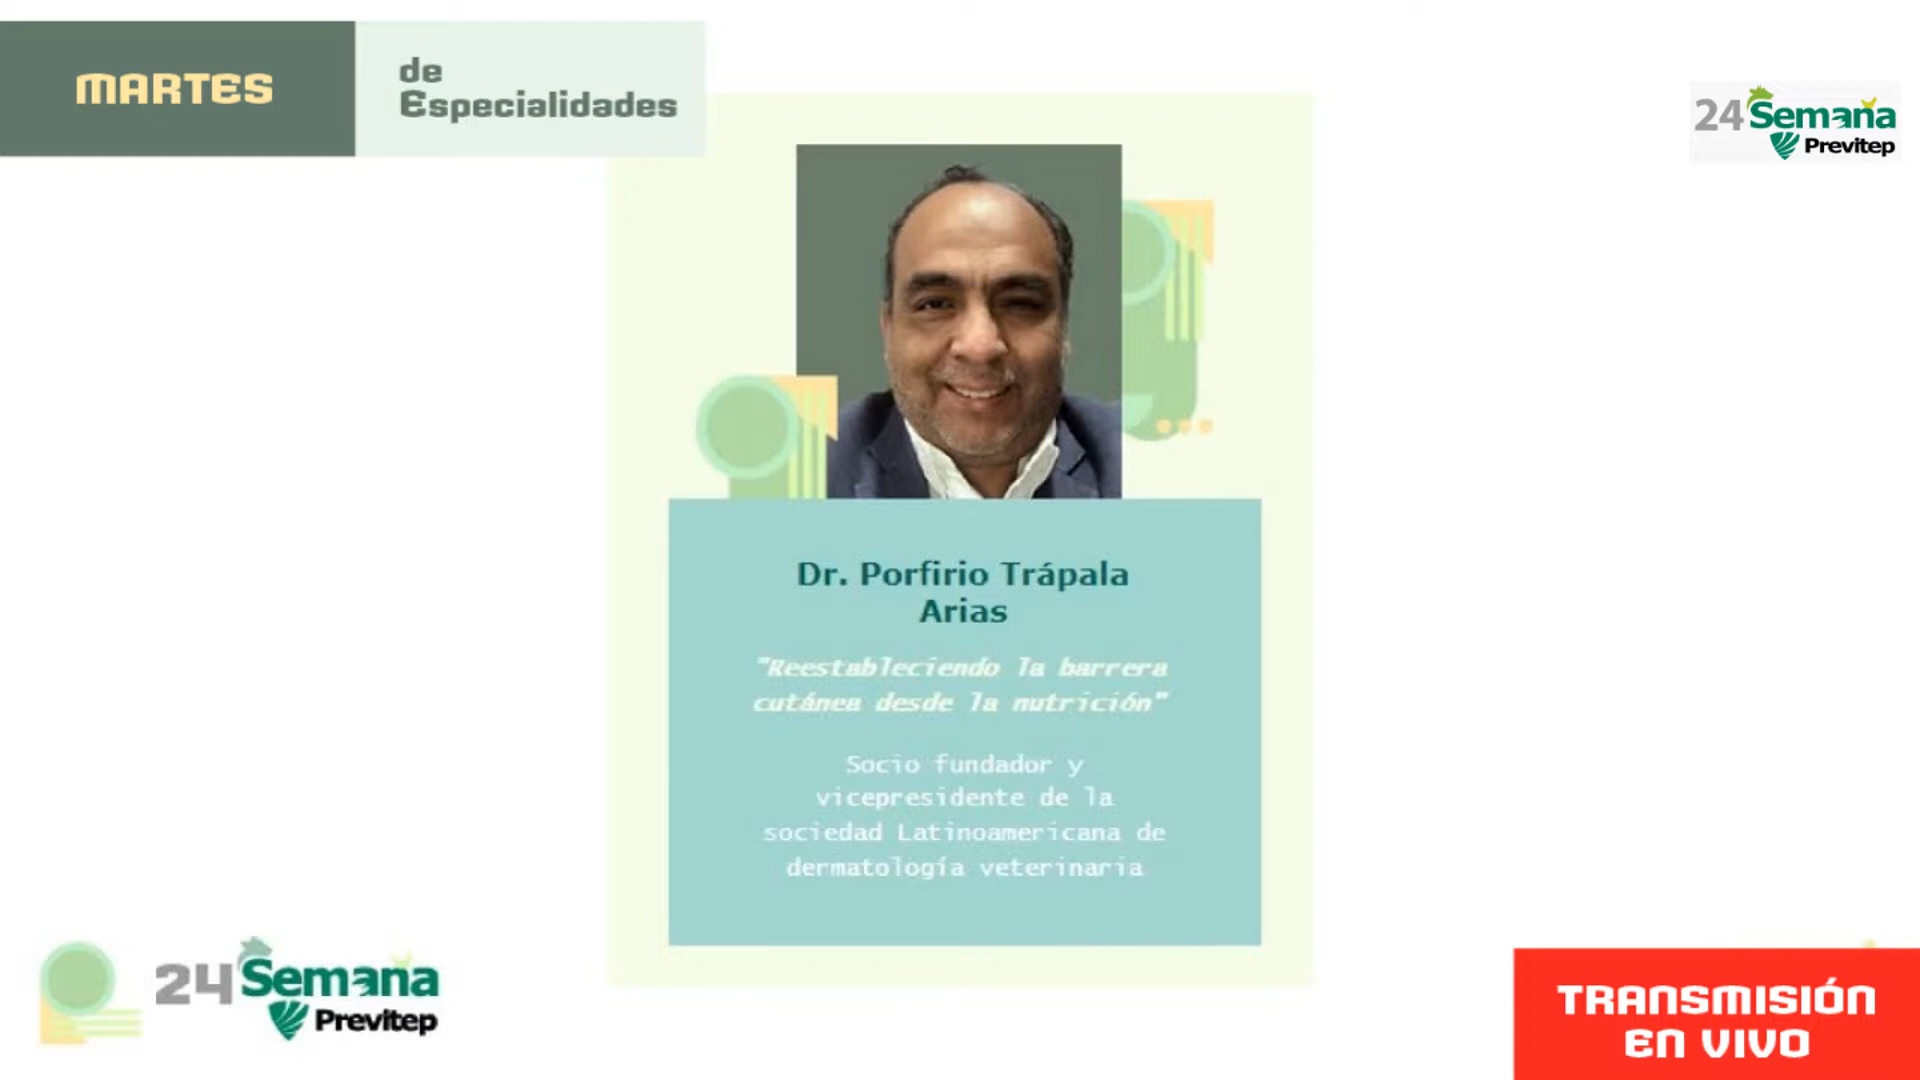 MARTES
de
Especialidades
24 Semana
Previtep
Dr. Porfirio Trápala
Arias
"Reestableciendo la barrera
cutánea desde la nutrición"
Socio fundador y
vicepresidente de la
sociedad Latinoamericana de
dermatología veterinaria
24 Semana
Previtep
TRANSMISIÓN
EN VIVO